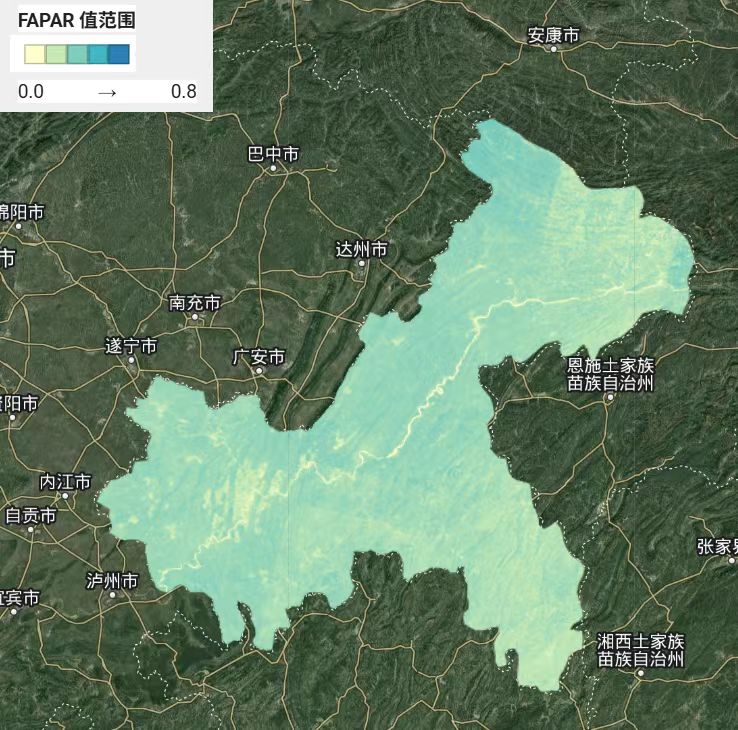 FAPAR 值范围
0.0 → 0.8
安康市
巴中市
绵阳市
市
达州市
南充市
遂宁市
广安市
恩施土家族
苗族自治州
资阳市
内江市
自贡市
张家界
泸州市
宜宾市
湘西土家族
苗族自治州